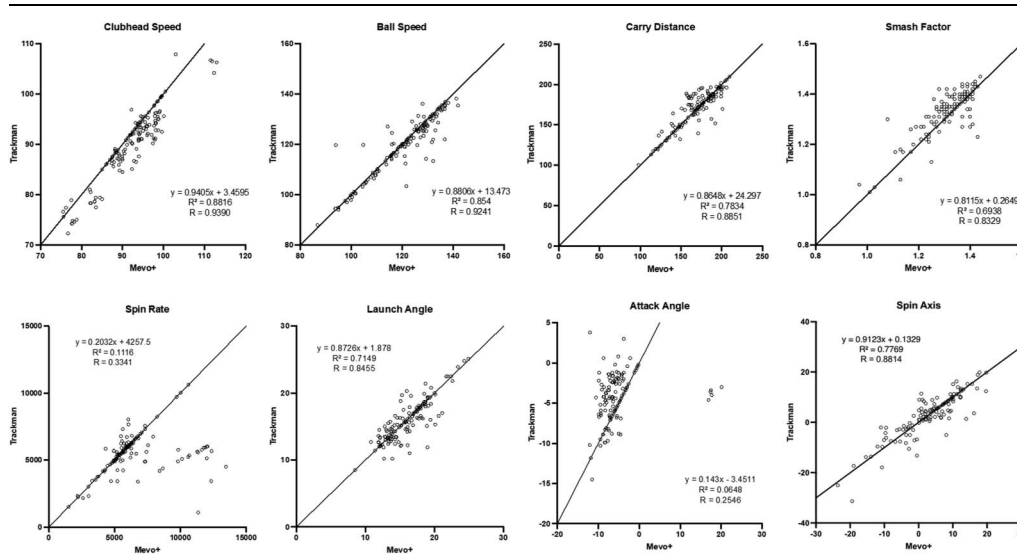 Clubhead Speed
110
100
90
80
70
70 80 90 100 110 120
Trackman
Mevo+
y = 0.9405x + 3.4595
R² = 0.8816
R = 0.9390
Ball Speed
160
140
120
100
80
80 100 120 140 160
Trackman
Mevo+
y = 0.8806x + 13.473
R² = 0.854
R = 0.9241
Carry Distance
250
200
150
100
50
0
0 50 100 150 200 250
Trackman
Mevo+
y = 0.8648x + 24.297
R² = 0.7834
R = 0.8851
Smash Factor
1.6
1.4
1.2
1.0
0.8
0.8 1.0 1.2 1.4
Trackman
Mevo+
y = 0.8115x + 0.2649
R² = 0.6938
R = 0.8329
Spin Rate
15000
10000
5000
0
0 5000 10000 15000
Trackman
Mevo+
y = 0.2032x + 4257.5
R² = 0.1116
R = 0.3341
Launch Angle
30
20
10
0
0 10 20 30
Trackman
Mevo+
y = 0.8726x + 1.878
R² = 0.7149
R = 0.8455
Attack Angle
5
0
-5
-10
-15
-20
-20 -10 0 10 20 30
Trackman
Mevo+
y = 0.143x - 3.4511
R² = 0.0648
R = 0.2546
Spin Axis
40
20
0
-20
-40
-30 -20 -10 0 10 20
Trackman
Mevo+
y = 0.9123x + 0.1329
R² = 0.7769
R = 0.8814